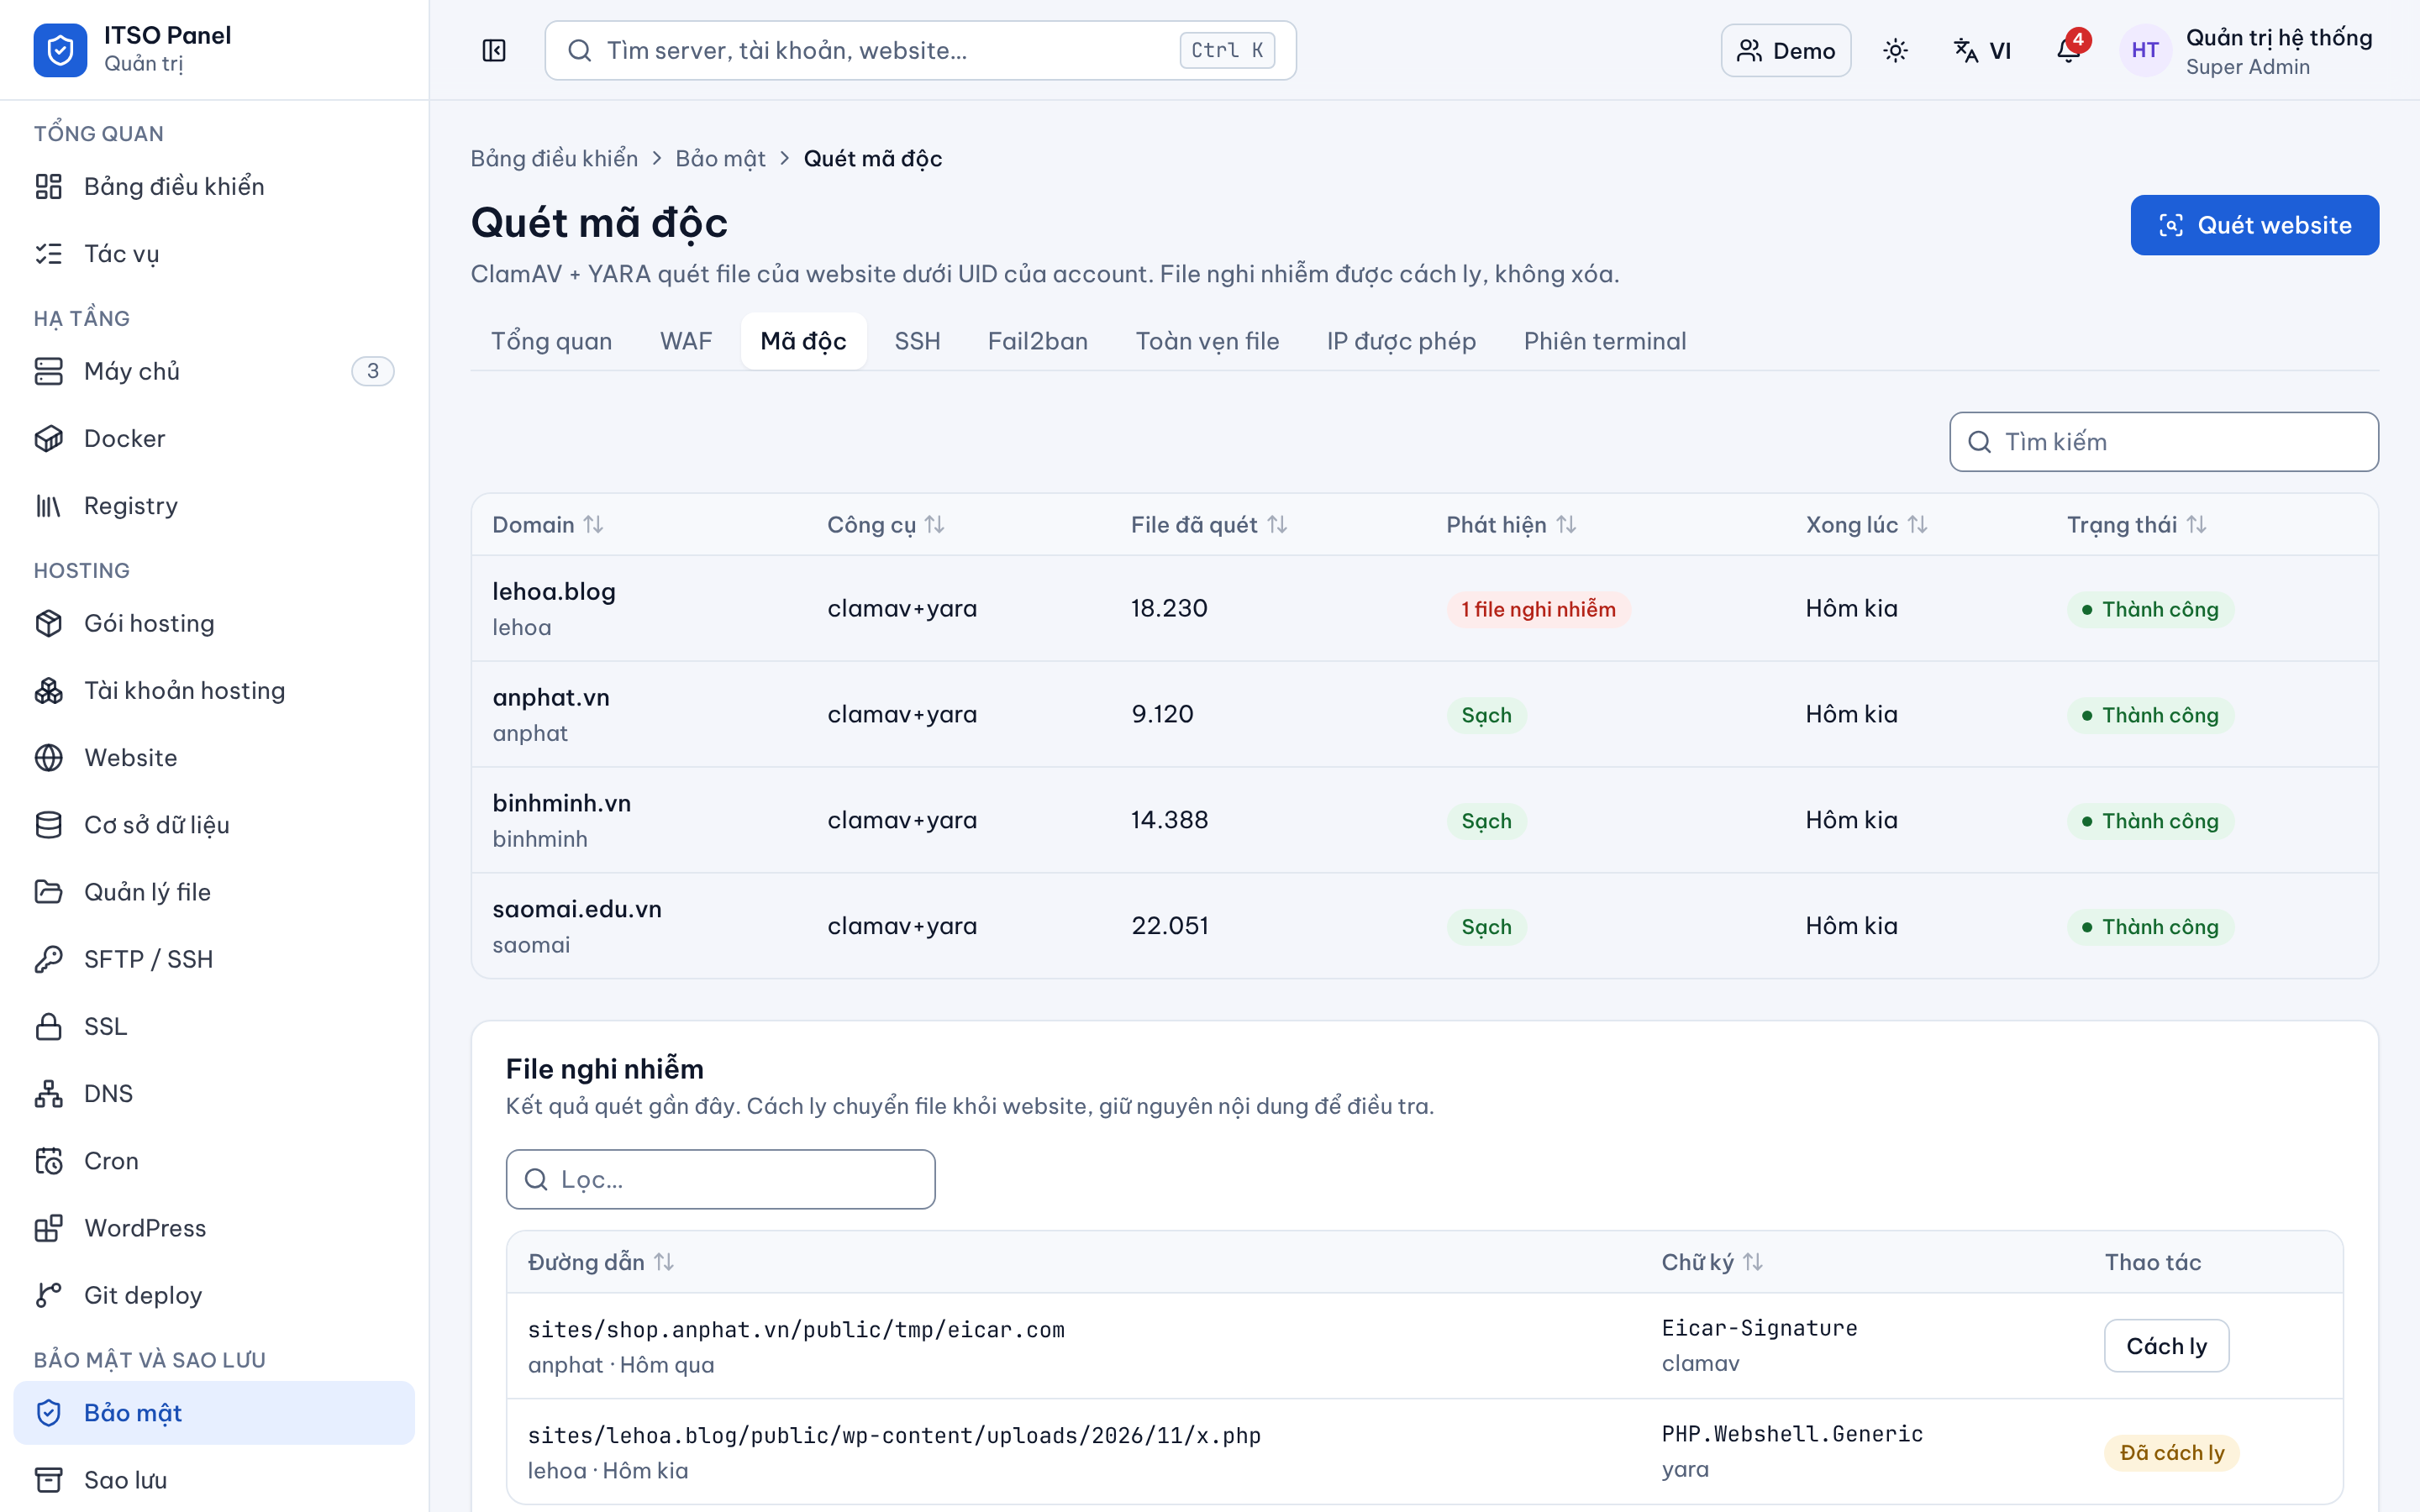 ITSO Panel
Quản trị
Tìm server, tài khoản, website...
Ctrl K
Demo
VI
4
HT
Quản trị hệ thống
Super Admin
TỔNG QUAN
Bảng điều khiển
Tác vụ
HẠ TẦNG
Máy chủ
3
Docker
Registry
HOSTING
Gói hosting
Tài khoản hosting
Website
Cơ sở dữ liệu
Quản lý file
SFTP / SSH
SSL
DNS
Cron
WordPress
Git deploy
BẢO MẬT VÀ SAO LƯU
Bảo mật
Sao lưu
Bảng điều khiển > Bảo mật > Quét mã độc
Quét mã độc
Quét website
ClamAV + YARA quét file của website dưới UID của account. File nghi nhiễm được cách ly, không xóa.
Tổng quan WAF Mã độc SSH Fail2ban Toàn vẹn file IP được phép Phiên terminal
Tìm kiếm
Domain Công cụ File đã quét Phát hiện Xong lúc Trạng thái
lehoa.blog
lehoa
clamav+yara 18.230 1 file nghi nhiễm Hôm kia Thành công
anphat.vn
anphat
clamav+yara 9.120 Sạch Hôm kia Thành công
binhminh.vn
binhminh
clamav+yara 14.388 Sạch Hôm kia Thành công
saomai.edu.vn
saomai
clamav+yara 22.051 Sạch Hôm kia Thành công
File nghi nhiễm
Kết quả quét gần đây. Cách ly chuyển file khỏi website, giữ nguyên nội dung để điều tra.
Lọc...
Đường dẫn Chữ ký Thao tác
sites/shop.anphat.vn/public/tmp/eicar.com
anphat · Hôm qua
Eicar-Signature
clamav
Cách ly
sites/lehoa.blog/public/wp-content/uploads/2026/11/x.php
lehoa · Hôm kia
PHP.Webshell.Generic
yara
Đã cách ly